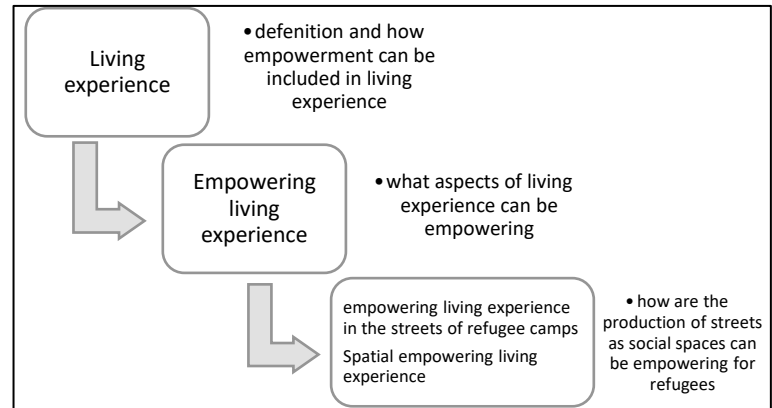 Living
experience
• defenition and how
empowerment can be
included in living
experience
Empowering
living
experience
• what aspects of living
experience can be
empowering
empowering living experience
in the streets of refugee camps
Spatial empowering living
experience
• how are the
production of streets
as social spaces can
be empowering for
refugees